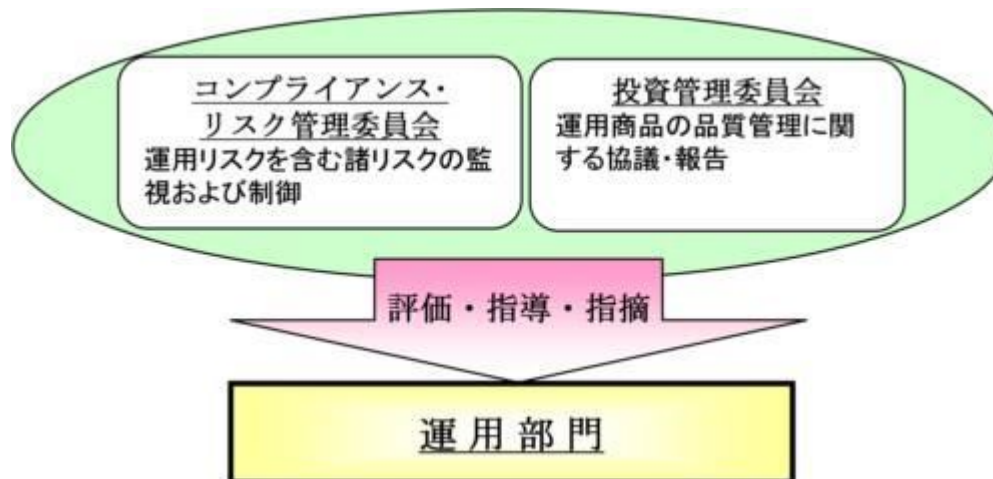 コンプライアンス・
リスク管理委員会
運用リスクを含む諸リスクの監
視および制御
投資管理委員会
運用商品の品質管理に関
する協議・報告
評価・指導・指摘
運用部門